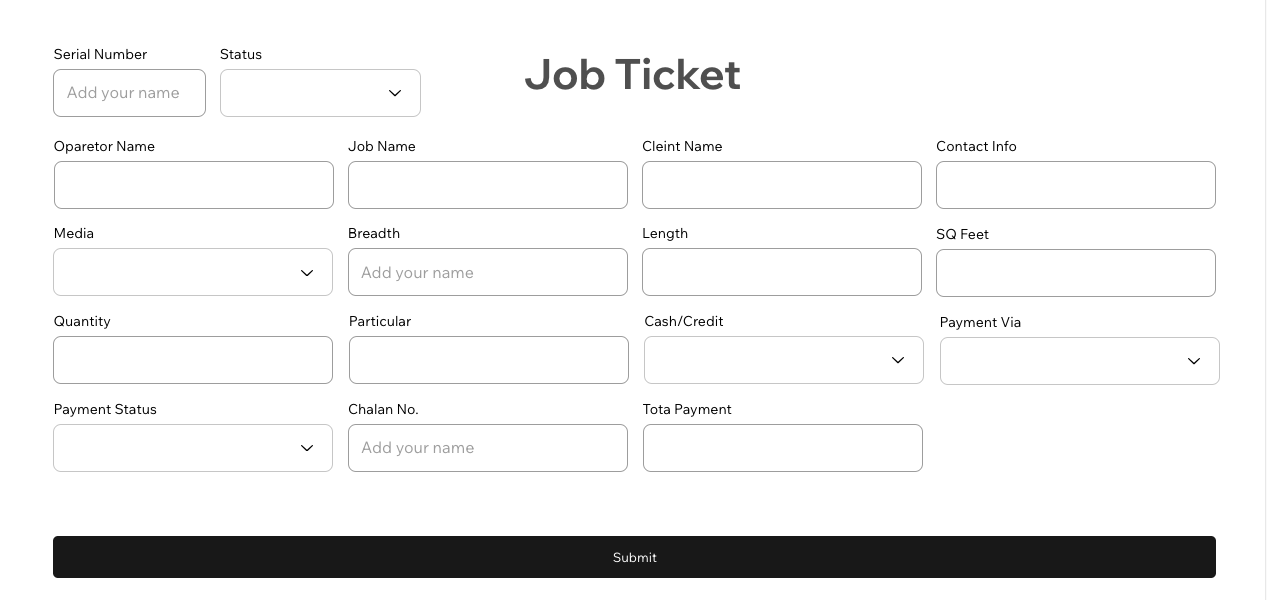 Serial Number Status
Job Ticket
Add your name
Oparetor Name Job Name Cleint Name Contact Info
Media Breadth Length SQ Feet
Add your name
Quantity Particular Cash/Credit Payment Via
Payment Status Chalan No. Tota Payment
Add your name
Submit